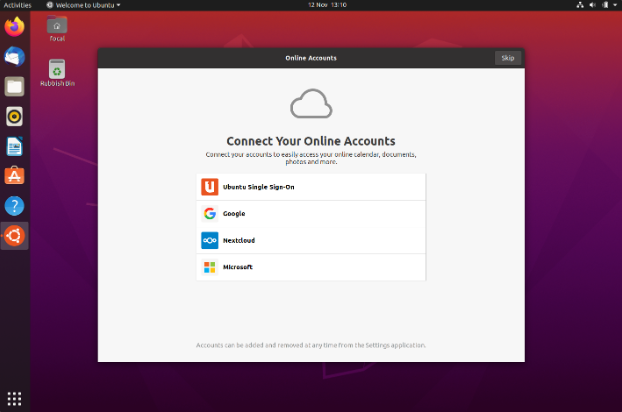 Activities
Welcome to Ubuntu
12 Nov 13:10
focal
Rubbish Bin
Online Accounts
Skip
Connect Your Online Accounts
Connect your accounts to easily access your online calendar, documents,
photos and more.
Ubuntu Single Sign-On
Google
Nextcloud
Microsoft
Accounts can be added and removed at any time from the Settings application.